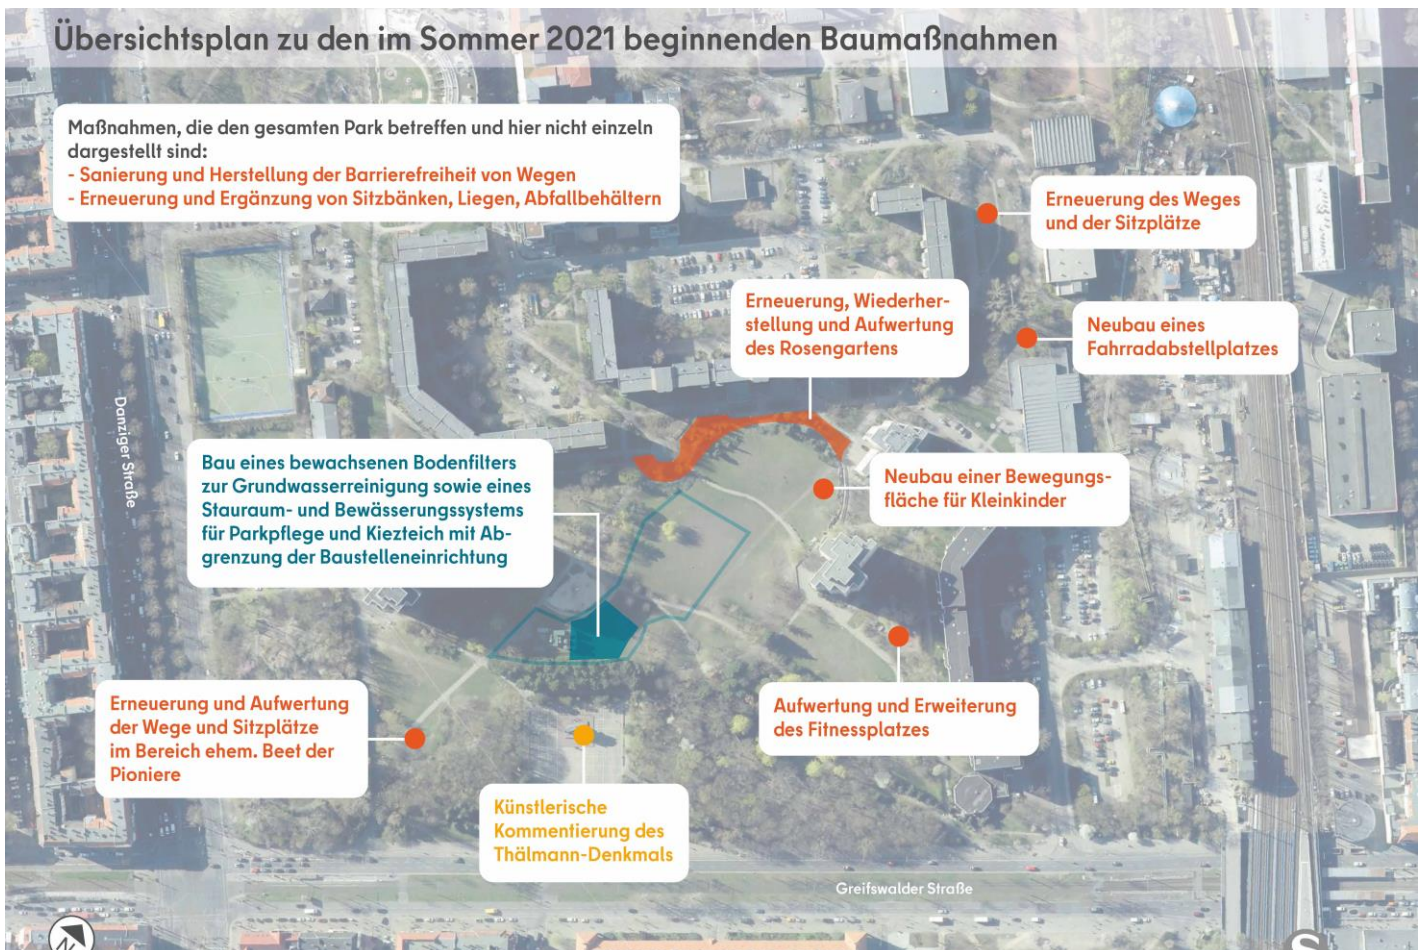 Übersichtsplan zu den im Sommer 2021 beginnenden Baumaßnahmen
Maßnahmen, die den gesamten Park betreffen und hier nicht einzeln
dargestellt sind:
- Sanierung und Herstellung der Barrierefreiheit von Wegen
- Erneuerung und Ergänzung von Sitzbänken, Liegen, Abfallbehältern
Erneuerung des Weges
und der Sitzplätze
Erneuerung, Wiederher-
stellung und Aufwertung
des Rosengartens
Neubau eines
Fahrradabstellplatzes
Danziger Straße
Bau eines bewachsenen Bodenfilters
zur Grundwasserreinigung sowie eines
Stauraum- und Bewässerungssystems
für Parkpflege und Kiezteich mit Ab-
grenzung der Baustelleneinrichtung
Neubau einer Bewegungs-
fläche für Kleinkinder
Erneuerung und Aufwertung
der Wege und Sitzplätze
im Bereich ehem. Beet der
Pioniere
Aufwertung und Erweiterung
des Fitnessplatzes
Künstlerische
Kommentierung des
Thälmann-Denkmals
Greifswalder Straße
N
S